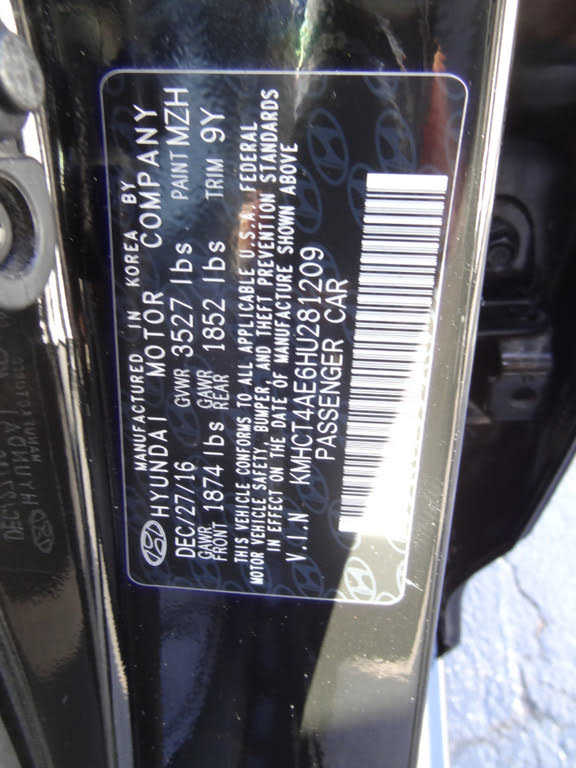 MANUFACTURED IN KOREA BY
HYUNDAI MOTOR COMPANY
DEC/27/16 GVWR 3527 lbs PAINT MZH
GAWR FRONT 1874 lbs GAWR REAR 1852 lbs TRIM 9Y
THIS VEHICLE CONFORMS TO ALL APPLICABLE U.S.A. FEDERAL
MOTOR VEHICLE SAFETY, BUMPER, AND THEFT PREVENTION STANDARDS
IN EFFECT ON THE DATE OF MANUFACTURE SHOWN ABOVE
V.I.N KMHCT4AE6HU281209
PASSENGER CAR